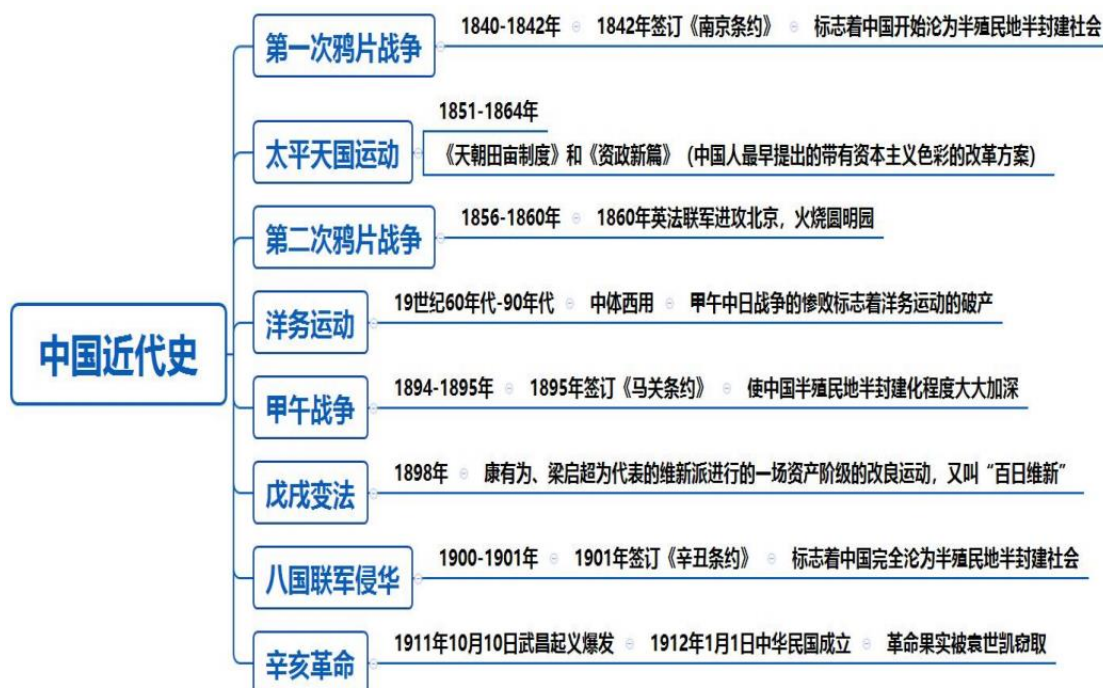 中国近代史
第一次鸦片战争
1840-1842年 1842年签订《南京条约》 标志着中国开始沦为半殖民地半封建社会
太平天国运动
1851-1864年
《天朝田亩制度》和《资政新篇》（中国人最早提出的带有资本主义色彩的改革方案）
第二次鸦片战争
1856-1860年 1860年英法联军进攻北京，火烧圆明园
洋务运动
19世纪60年代-90年代 中体西用 甲午中日战争的惨败标志着洋务运动的破产
甲午战争
1894-1895年 1895年签订《马关条约》 使中国半殖民地半封建化程度大大加深
戊戌变法
1898年 康有为、梁启超为代表的维新派进行的一场资产阶级的改良运动，又叫“百日维新”
八国联军侵华
1900-1901年 1901年签订《辛丑条约》 标志着中国完全沦为半殖民地半封建社会
辛亥革命
1911年10月10日武昌起义爆发 1912年1月1日中华民国成立 革命果实被袁世凯窃取